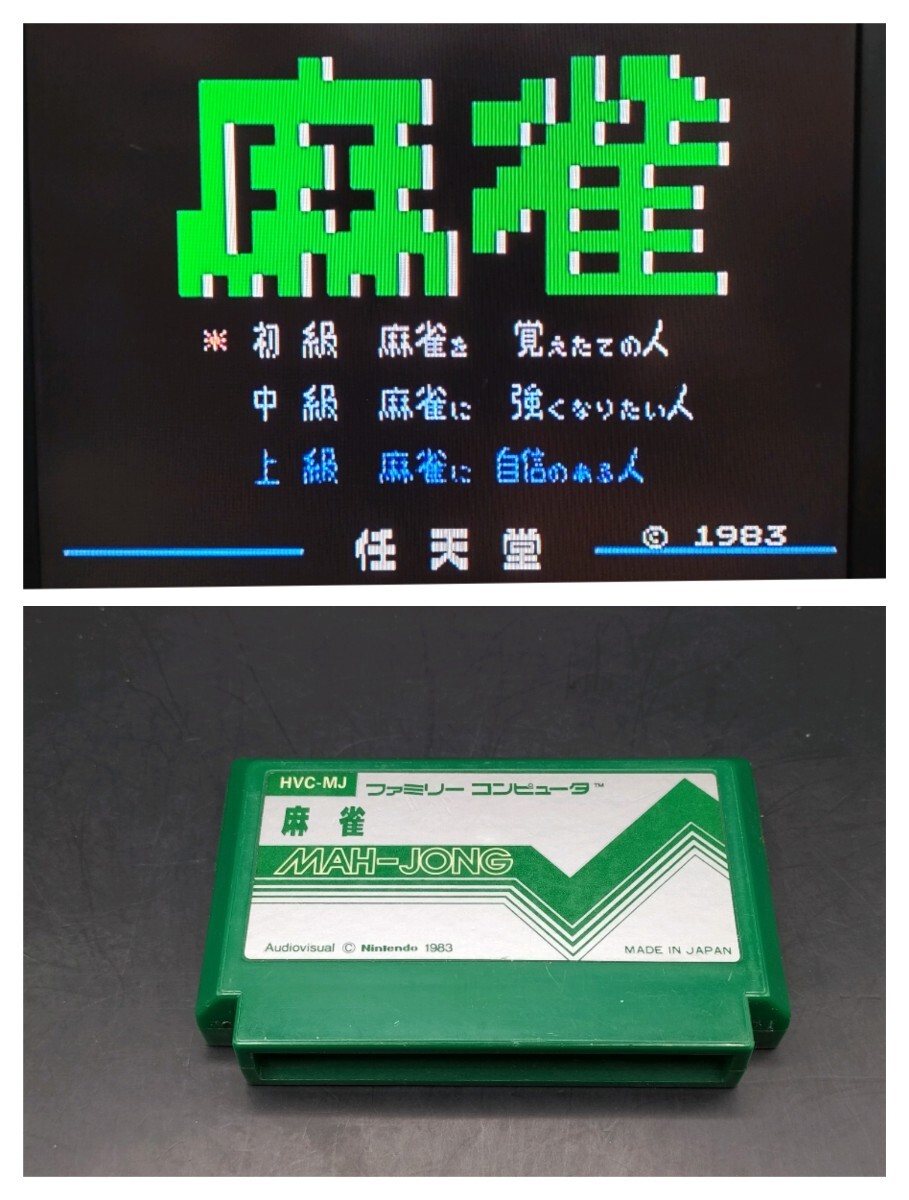 麻雀
※ 初級 麻雀を 覚えたての人
中級 麻雀に 強くなりたい人
上級 麻雀に 自信のある人
任天堂 © 1983
HVC-MJ ファミリー コンピュータ™
麻雀
MAH-JONG
Audiovisual © Nintendo 1983 MADE IN JAPAN